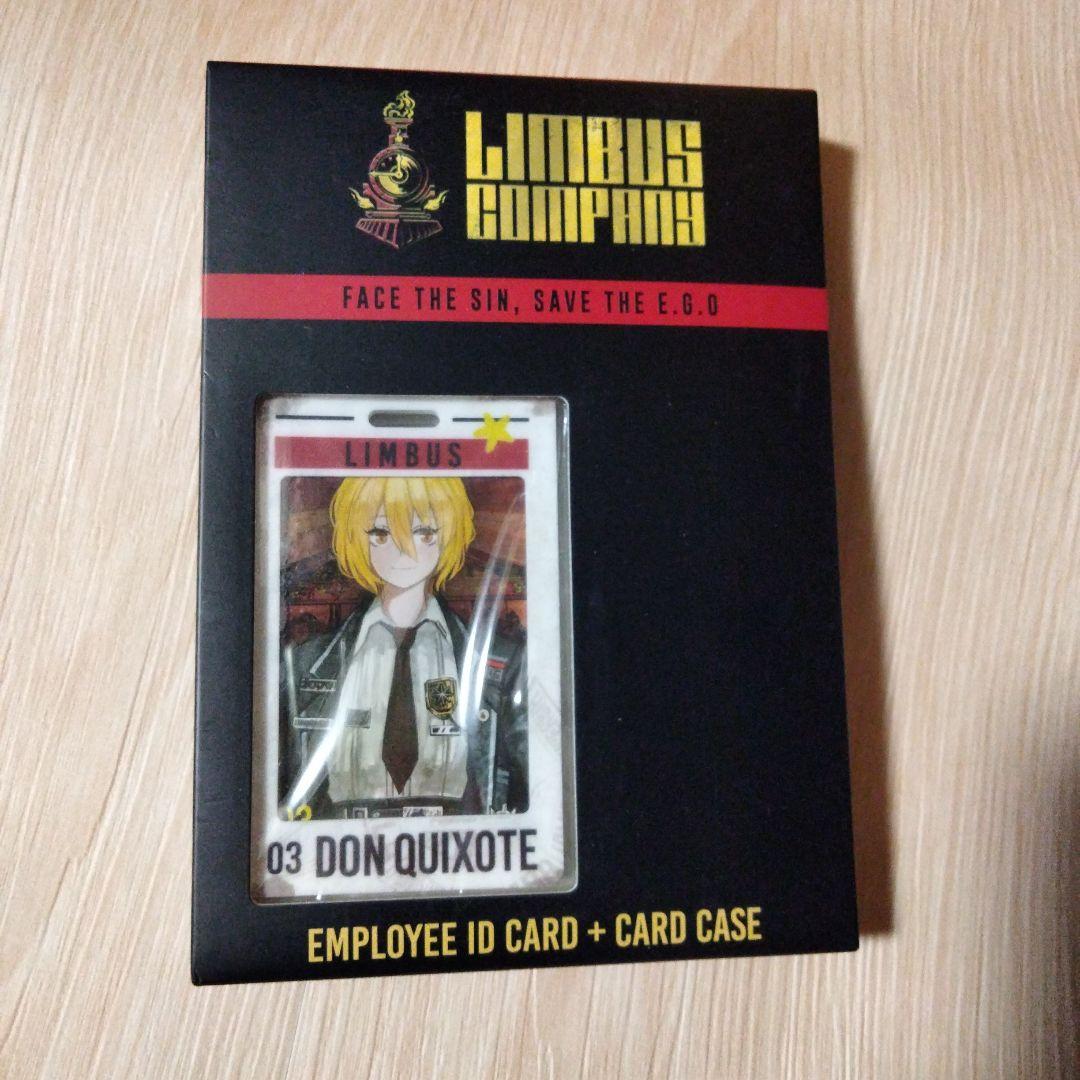 LIMBUS
COMPANY
FACE THE SIN, SAVE THE E.G.O
LIMBUS
03 DON QUIXOTE
EMPLOYEE ID CARD + CARD CASE